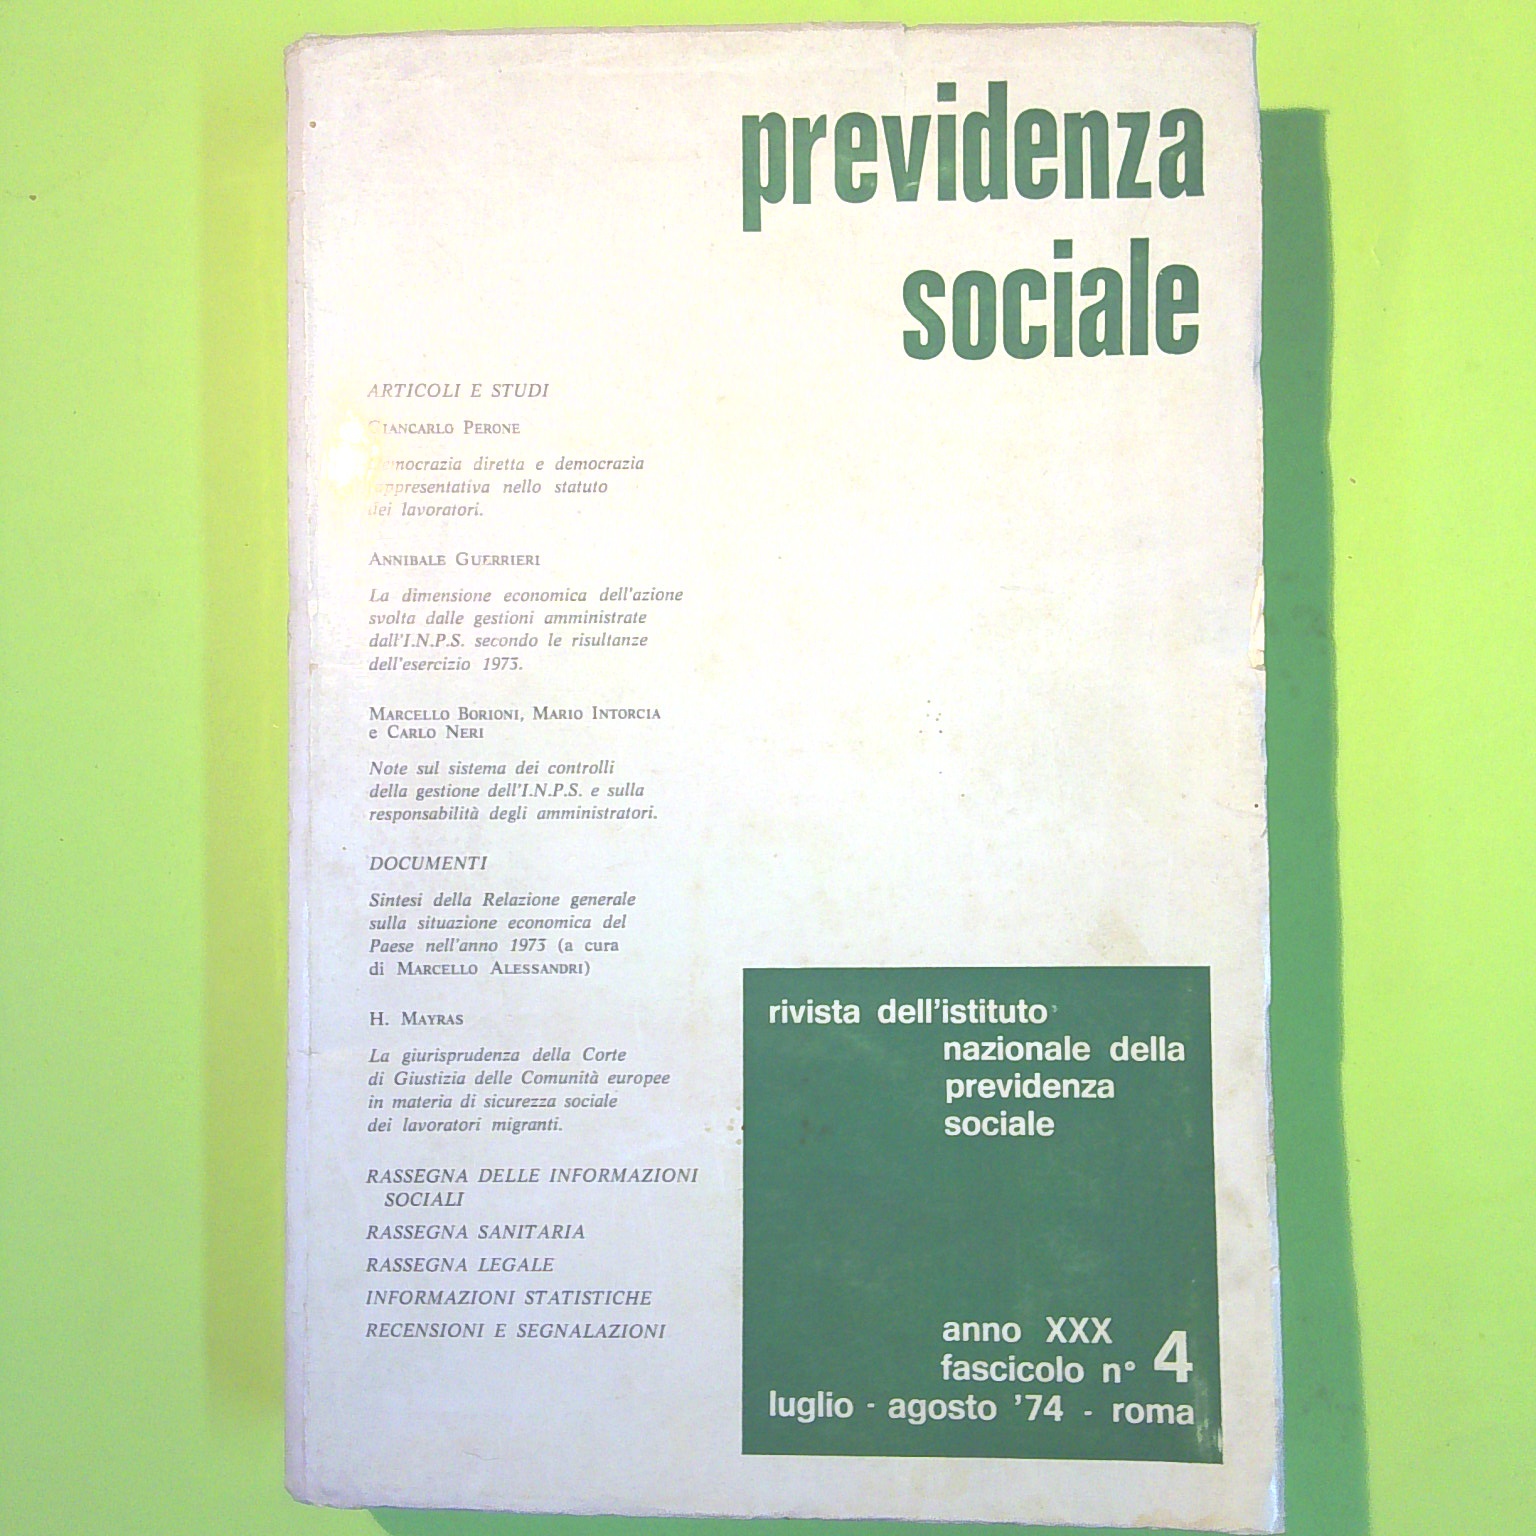 previdenza
sociale
ARTICOLI E STUDI
GIANCARLO PERONE
Democrazia diretta e democrazia
rappresentativa nello statuto
dei lavoratori.
ANNIBALE GUERRIERI
La dimensione economica dell'azione
svolta dalle gestioni amministrate
dall'I.N.P.S. secondo le risultanze
dell'esercizio 1973.
MARCELLO BORIONI, MARIO INTORCIA
e CARLO NERI
Note sul sistema dei controlli
della gestione dell'I.N.P.S. e sulla
responsabilità degli amministratori.
DOCUMENTI
Sintesi della Relazione generale
sulla situazione economica del
Paese nell'anno 1973 (a cura
di MARCELLO ALESSANDRI)
H. MAYRAS
La giurisprudenza della Corte
di Giustizia delle Comunità europee
in materia di sicurezza sociale
dei lavoratori migranti.
RASSEGNA DELLE INFORMAZIONI
SOCIALI
RASSEGNA SANITARIA
RASSEGNA LEGALE
INFORMAZIONI STATISTICHE
RECENSIONI E SEGNALAZIONI
rivista dell'istituto
nazionale della
previdenza
sociale
anno XXX
fascicolo n° 4
luglio - agosto '74 - roma